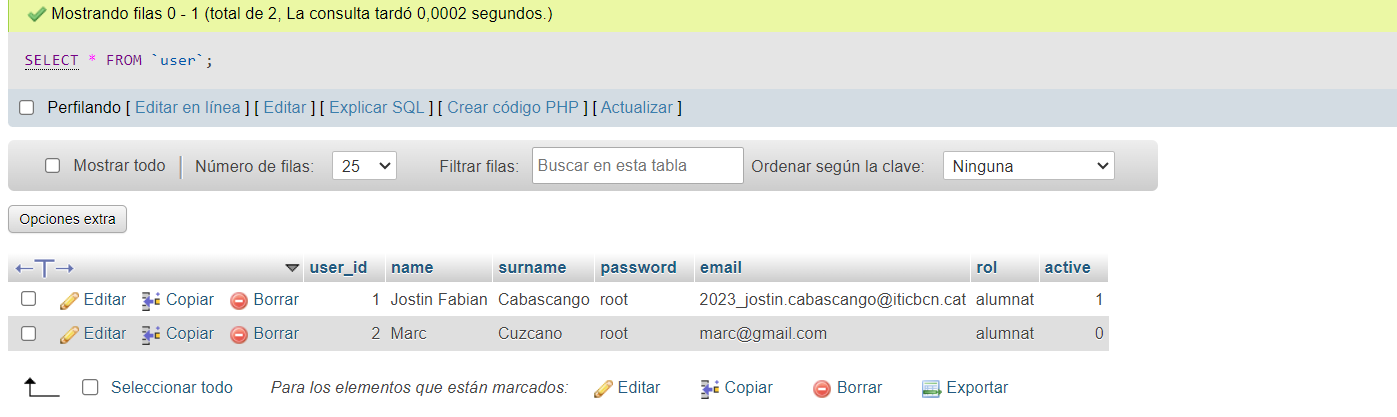 Mostrando filas 0 - 1 (total de 2, La consulta tardó 0,0002 segundos.)
SELECT * FROM `user`;
Perfilando [ Editar en línea ] [ Editar ] [ Explicar SQL ] [ Crear código PHP ] [ Actualizar ]
Mostrar todo | Número de filas: 25 Filtrar filas: Buscar en esta tabla Ordenar según la clave: Ninguna
Opciones extra
←T→ user_id name surname password email rol active
Editar Copiar Borrar 1 Jostin Fabian Cabascango root 2023_jostin.cabascango@iticbcn.cat alumnat 1
Editar Copiar Borrar 2 Marc Cuzcano root marc@gmail.com alumnat 0
Seleccionar todo Para los elementos que están marcados: Editar Copiar Borrar Exportar